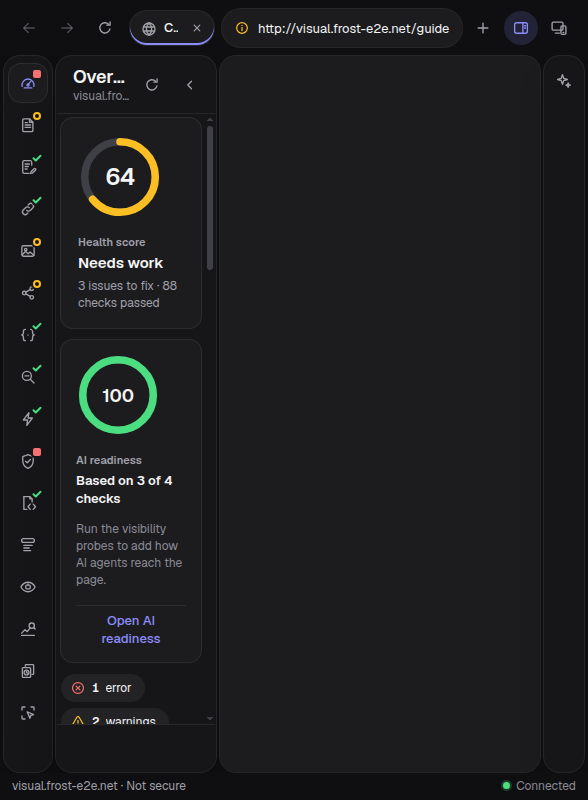 C..
http://visual.frost-e2e.net/guide
Over...
visual.fro...
64
Health score
Needs work
3 issues to fix · 88
checks passed
100
AI readiness
Based on 3 of 4
checks
Run the visibility
probes to add how
AI agents reach the
page.
Open AI
readiness
1 error
2 warnings
visual.frost-e2e.net · Not secure
Connected